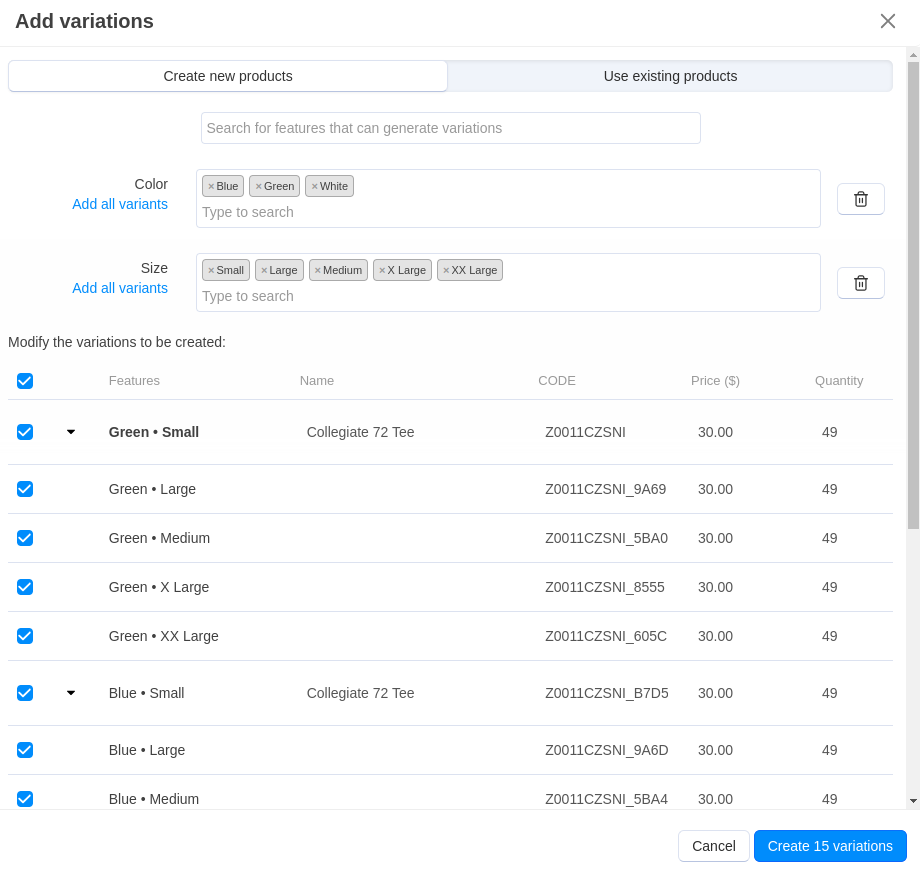 Add variations
Create new products Use existing products
Search for features that can generate variations
Color
Add all variants
× Blue × Green × White
Type to search
Size
Add all variants
× Small × Large × Medium × X Large × XX Large
Type to search
Modify the variations to be created:
Features Name CODE Price ($) Quantity
Green • Small Collegiate 72 Tee Z0011CZSNI 30.00 49
Green • Large Z0011CZSNI_9A69 30.00 49
Green • Medium Z0011CZSNI_5BA0 30.00 49
Green • X Large Z0011CZSNI_8555 30.00 49
Green • XX Large Z0011CZSNI_605C 30.00 49
Blue • Small Collegiate 72 Tee Z0011CZSNI_B7D5 30.00 49
Blue • Large Z0011CZSNI_9A6D 30.00 49
Blue • Medium Z0011CZSNI_5BA4 30.00 49
Cancel Create 15 variations